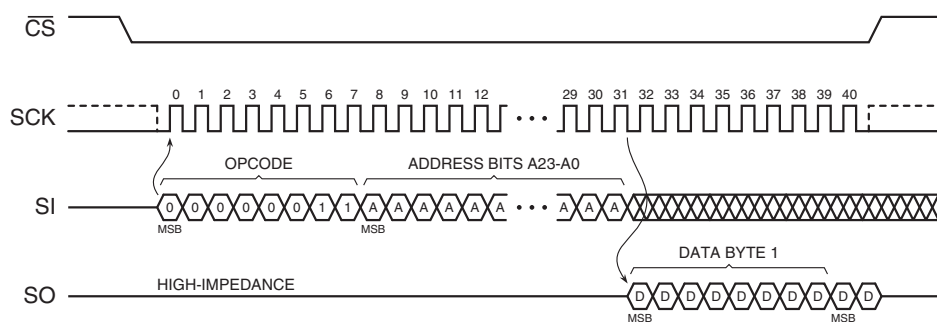 CS
0 1 2 3 4 5 6 7 8 9 10 11 12 29 30 31 32 33 34 35 36 37 38 39 40
SCK
OPCODE ADDRESS BITS A23-A0
SI 0 0 0 0 0 0 1 1 A A A A A A A A A
MSB MSB
DATA BYTE 1
HIGH-IMPEDANCE
SO D D D D D D D D D D
MSB MSB